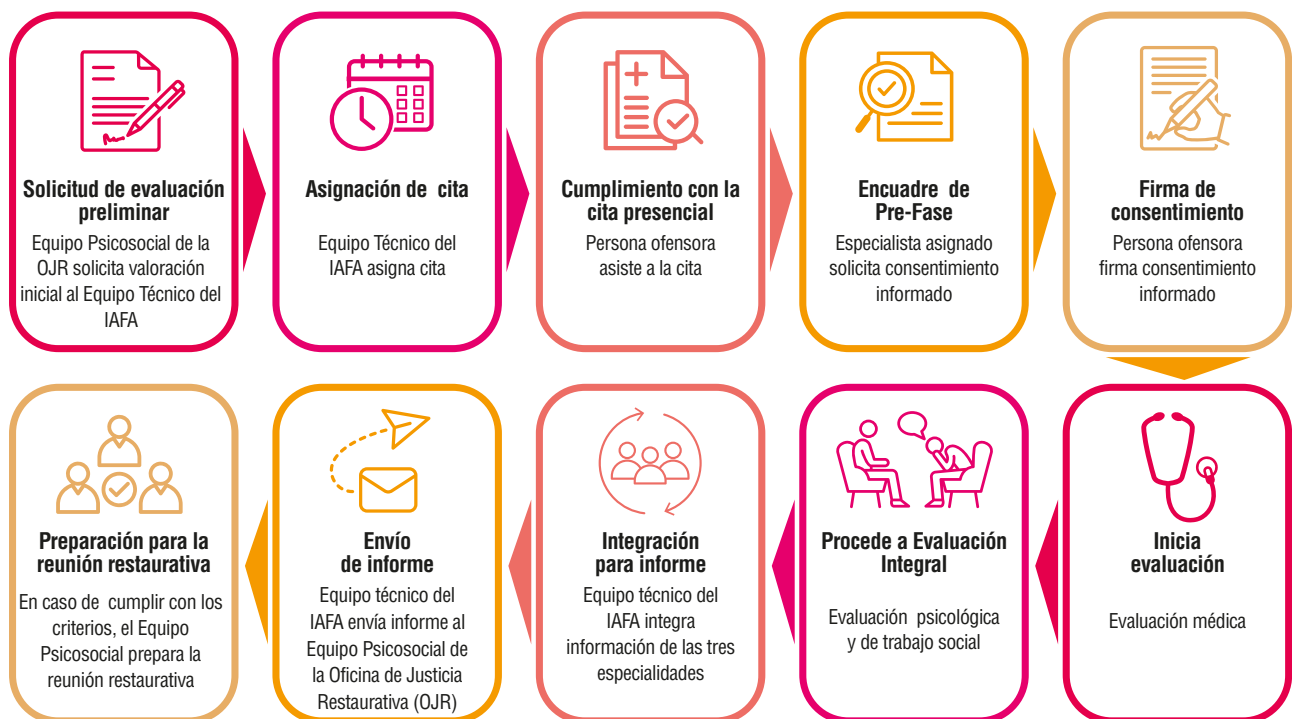 Solicitud de evaluación
preliminar
Equipo Psicosocial de la
OJR solicita valoración
inicial al Equipo Técnico del
IAFA
Asignación de cita
Equipo Técnico del
IAFA asigna cita
Cumplimiento con la
cita presencial
Persona ofensora
asiste a la cita
Encuadre de
Pre-Fase
Especialista asignado
solicita consentimiento
informado
Firma de
consentimiento
Persona ofensora
firma consentimiento
informado
Inicia
evaluación
Evaluación médica
Procede a Evaluación
Integral
Evaluación psicológica
y de trabajo social
Integración
para informe
Equipo técnico del
IAFA integra
información de las tres
especialidades
Envío
de informe
Equipo técnico del
IAFA envía informe al
Equipo Psicosocial de
la Oficina de Justicia
Restaurativa (OJR)
Preparación para la
reunión restaurativa
En caso de cumplir con los
criterios, el Equipo
Psicosocial prepara la
reunión restaurativa